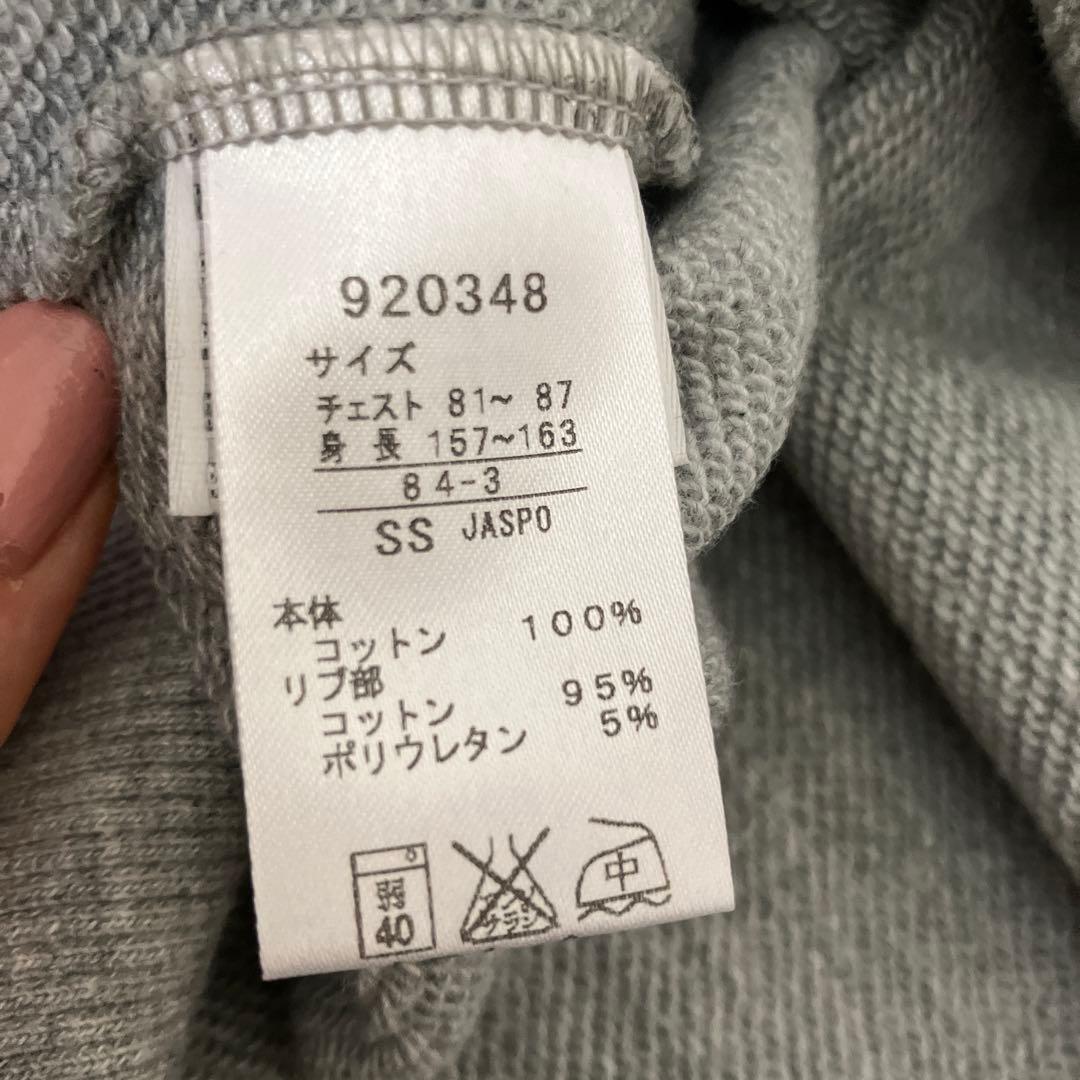 920348
サイズ
チェスト 81〜 87
身長 157〜163
84-3
SS JASPO
本体
コットン 100%
リブ部
コットン 95%
ポリウレタン 5%
弱 中
40